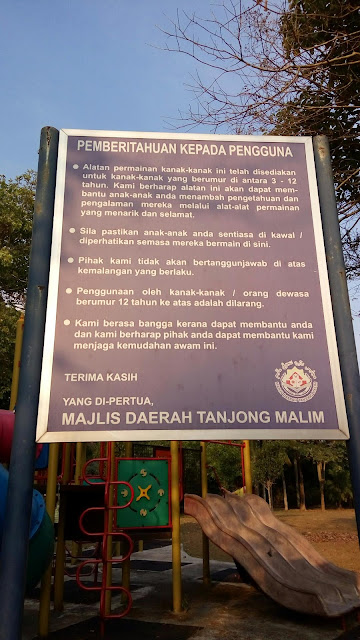 PEMBERITAHUAN KEPADA PENGGUNA
● Alatan permainan kanak-kanak ini telah disediakan
untuk kanak-kanak yang berumur di antara 3 - 12
tahun. Kami berharap alatan ini akan dapat mem-
bantu anak-anak anda menambah pengetahuan dan
pengalaman mereka melalui alat-alat permainan
yang menarik dan selamat.
● Sila pastikan anak-anak anda sentiasa di kawal /
diperhatikan semasa mereka bermain di sini.
● Pihak kami tidak akan bertanggunjawab di atas
kemalangan yang berlaku.
● Penggunaan oleh kanak-kanak / orang dewasa
berumur 12 tahun ke atas adalah dilarang.
● Kami berasa bangga kerana dapat membantu anda
dan kami berharap pihak anda dapat membantu kami
menjaga kemudahan awam ini.
TERIMA KASIH
YANG DI-PERTUA,
MAJLIS DAERAH TANJONG MALIM